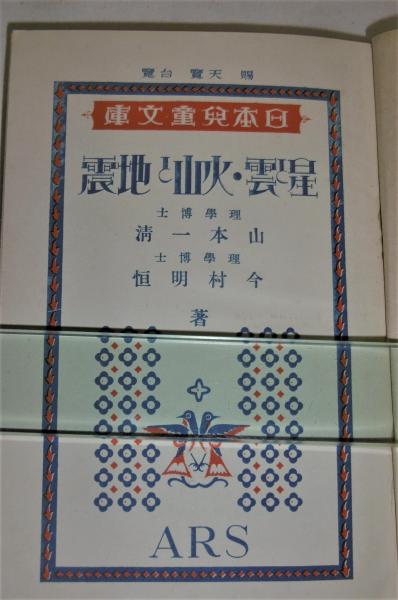 賜 天覽 台覽
日本兒童文庫
星と雲・火山と地震
理學博士
山本一清
理學博士
今村明恒
著
ARS